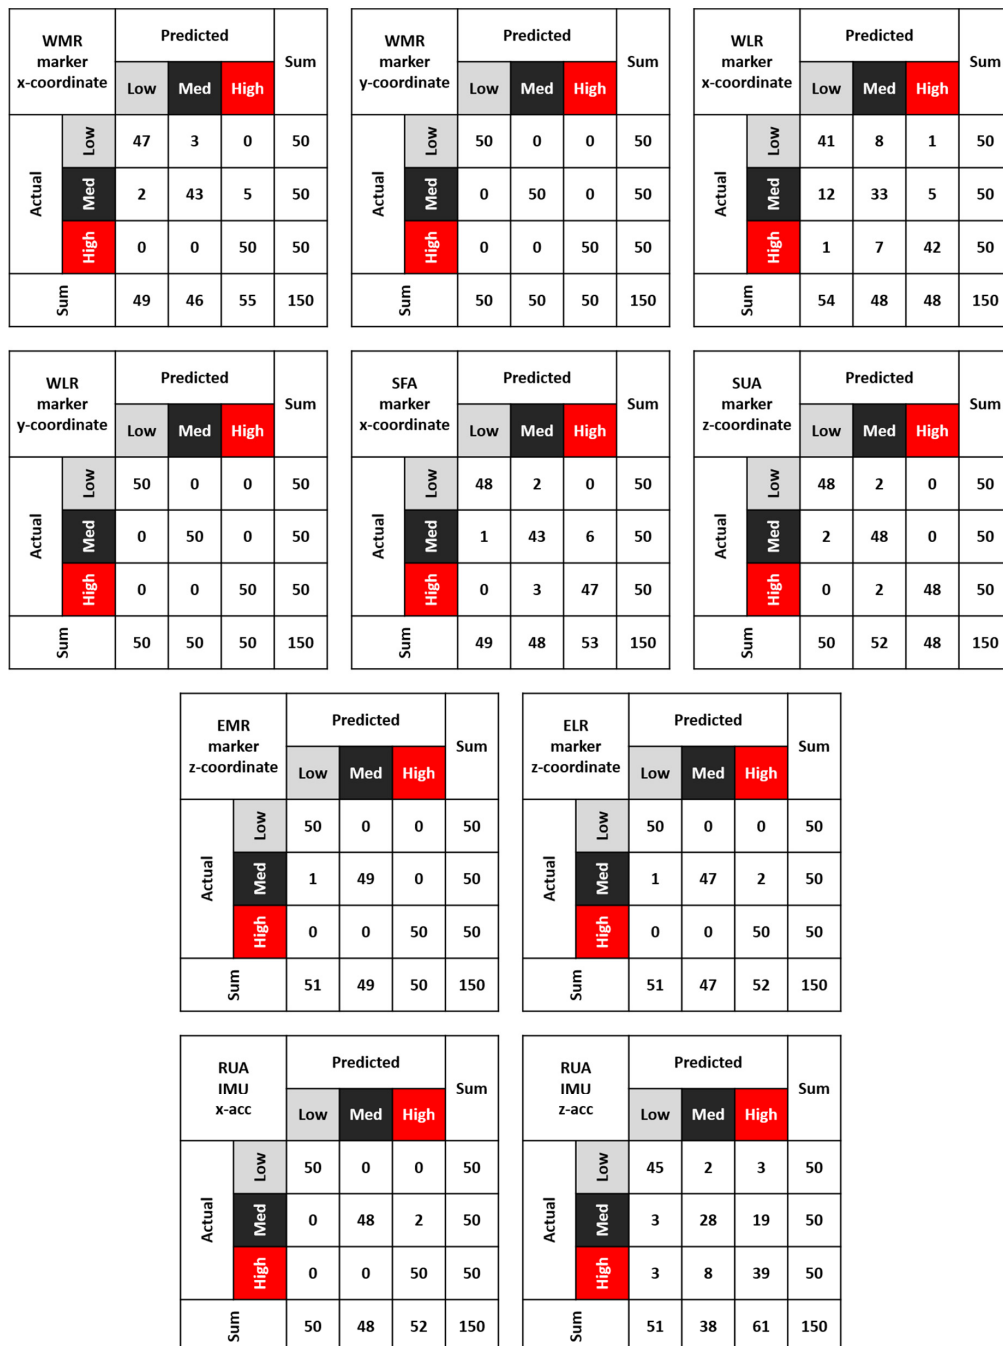 WMR marker x-coordinate Predicted Sum
Low Med High
Actual Low 47 3 0 50
Med 2 43 5 50
High 0 0 50 50
Sum 49 46 55 150
WMR marker y-coordinate Predicted Sum
Low Med High
Actual Low 50 0 0 50
Med 0 50 0 50
High 0 0 50 50
Sum 50 50 50 150
WLR marker x-coordinate Predicted Sum
Low Med High
Actual Low 41 8 1 50
Med 12 33 5 50
High 1 7 42 50
Sum 54 48 48 150
WLR marker y-coordinate Predicted Sum
Low Med High
Actual Low 50 0 0 50
Med 0 50 0 50
High 0 0 50 50
Sum 50 50 50 150
SFA marker x-coordinate Predicted Sum
Low Med High
Actual Low 48 2 0 50
Med 1 43 6 50
High 0 3 47 50
Sum 49 48 53 150
SUA marker z-coordinate Predicted Sum
Low Med High
Actual Low 48 2 0 50
Med 2 48 0 50
High 0 2 48 50
Sum 50 52 48 150
EMR marker z-coordinate Predicted Sum
Low Med High
Actual Low 50 0 0 50
Med 1 49 0 50
High 0 0 50 50
Sum 51 49 50 150
ELR marker z-coordinate Predicted Sum
Low Med High
Actual Low 50 0 0 50
Med 1 47 2 50
High 0 0 50 50
Sum 51 47 52 150
RUA IMU x-acc Predicted Sum
Low Med High
Actual Low 50 0 0 50
Med 0 48 2 50
High 0 0 50 50
Sum 50 48 52 150
RUA IMU z-acc Predicted Sum
Low Med High
Actual Low 45 2 3 50
Med 3 28 19 50
High 3 8 39 50
Sum 51 38 61 150